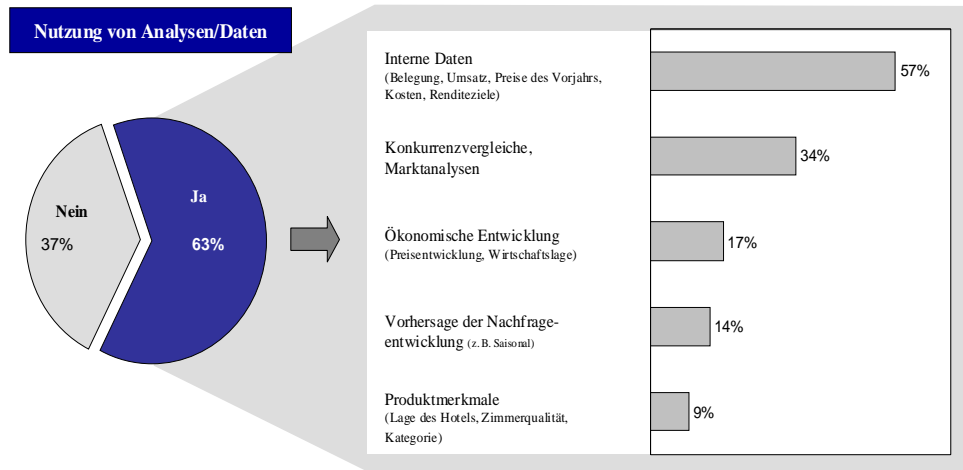 Nutzung von Analysen/Daten
Nein
37%
Ja
63%
Interne Daten
(Belegung, Umsatz, Preise des Vorjahrs,
Kosten, Renditeziele)
57%
Konkurrenzvergleiche,
Marktanalysen
34%
Ökonomische Entwicklung
(Preisentwicklung, Wirtschaftslage)
17%
Vorhersage der Nachfrage-
entwicklung (z. B. Saisonal)
14%
Produktmerkmale
(Lage des Hotels, Zimmerqualität,
Kategorie)
9%